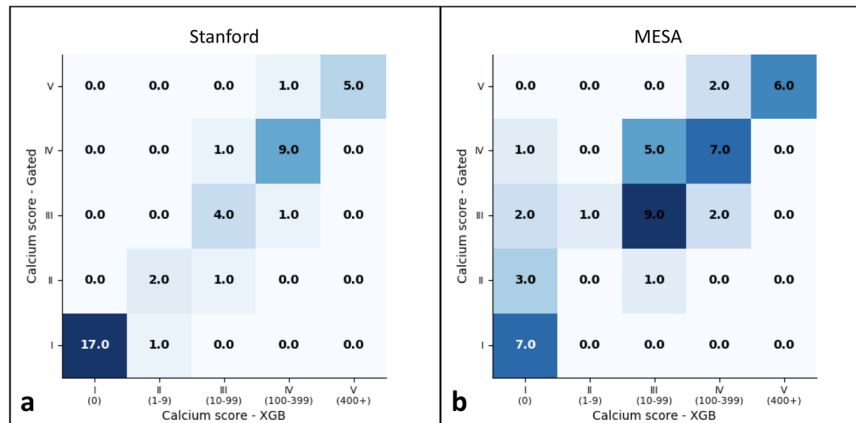 Stanford
Calcium score - Gated
V 0.0 0.0 0.0 1.0 5.0
IV 0.0 0.0 1.0 9.0 0.0
III 0.0 0.0 4.0 1.0 0.0
II 0.0 2.0 1.0 0.0 0.0
I 17.0 1.0 0.0 0.0 0.0
I II III IV V
(0) (1-9) (10-99) (100-399) (400+)
Calcium score - XGB
a
MESA
Calcium score - Gated
V 0.0 0.0 0.0 2.0 6.0
IV 1.0 0.0 5.0 7.0 0.0
III 2.0 1.0 9.0 2.0 0.0
II 3.0 0.0 1.0 0.0 0.0
I 7.0 0.0 0.0 0.0 0.0
I II III IV V
(0) (1-9) (10-99) (100-399) (400+)
Calcium score - XGB
b